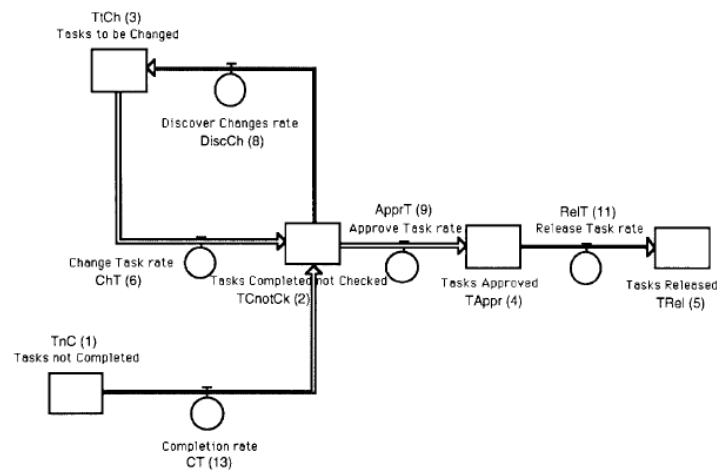 TtCh (3)
Tasks to be Changed
Discover Changes rate
DiscCh (8)
ApprT (9)
Approve Task rate
RelT (11)
Release Task rate
Change Task rate
ChT (6)
Tasks Completed not Checked
TCnotCk (2)
Tasks Approved
TAppr (4)
Tasks Released
TRel (5)
TnC (1)
Tasks not Completed
Completion rate
CT (13)